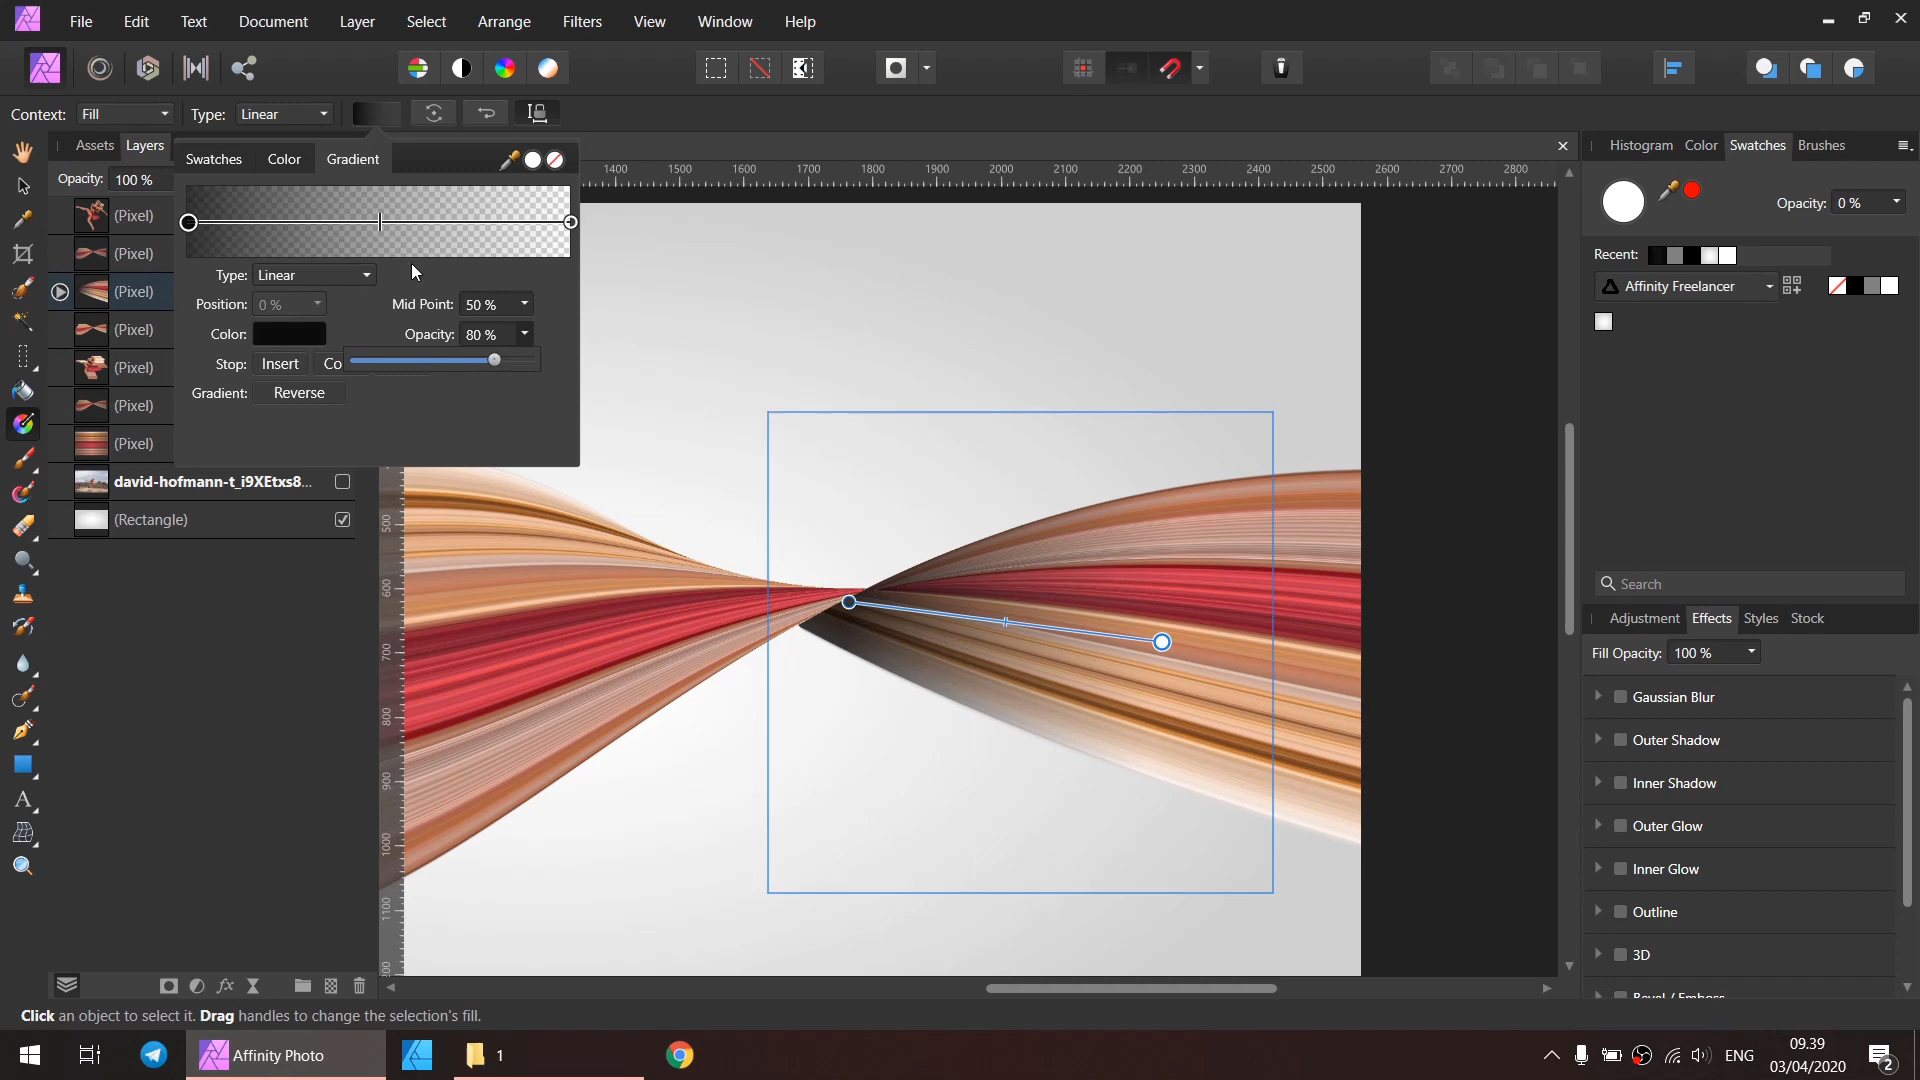 File Edit Text Document Layer Select Arrange Filters View Window Help
Context: Fill Type: Linear
Assets Layers
Swatches Color Gradient
Histogram Color Swatches Brushes
Opacity: 100 %
1400 1500 1600 1700 1800 1900 2000 2100 2200 2300 2400 2500 2600 2700 2800
Opacity: 0 %
(Pixel)
(Pixel)
(Pixel)
(Pixel)
(Pixel)
(Pixel)
(Pixel)
david-hofmann-t_i9XEtxs8...
(Rectangle)
Type: Linear
Position: 0 % Mid Point: 50 %
Color: Opacity: 80 %
Stop: Insert Co
Gradient: Reverse
Recent:
Affinity Freelancer
Search
Adjustment Effects Styles Stock
Fill Opacity: 100 %
Gaussian Blur
Outer Shadow
Inner Shadow
Outer Glow
Inner Glow
Outline
3D
Bevel / Emboss
500
600
700
800
900
1000
1100
Click an object to select it. Drag handles to change the selection's fill.
Affinity Photo
1
ENG
09.39
03/04/2020
2